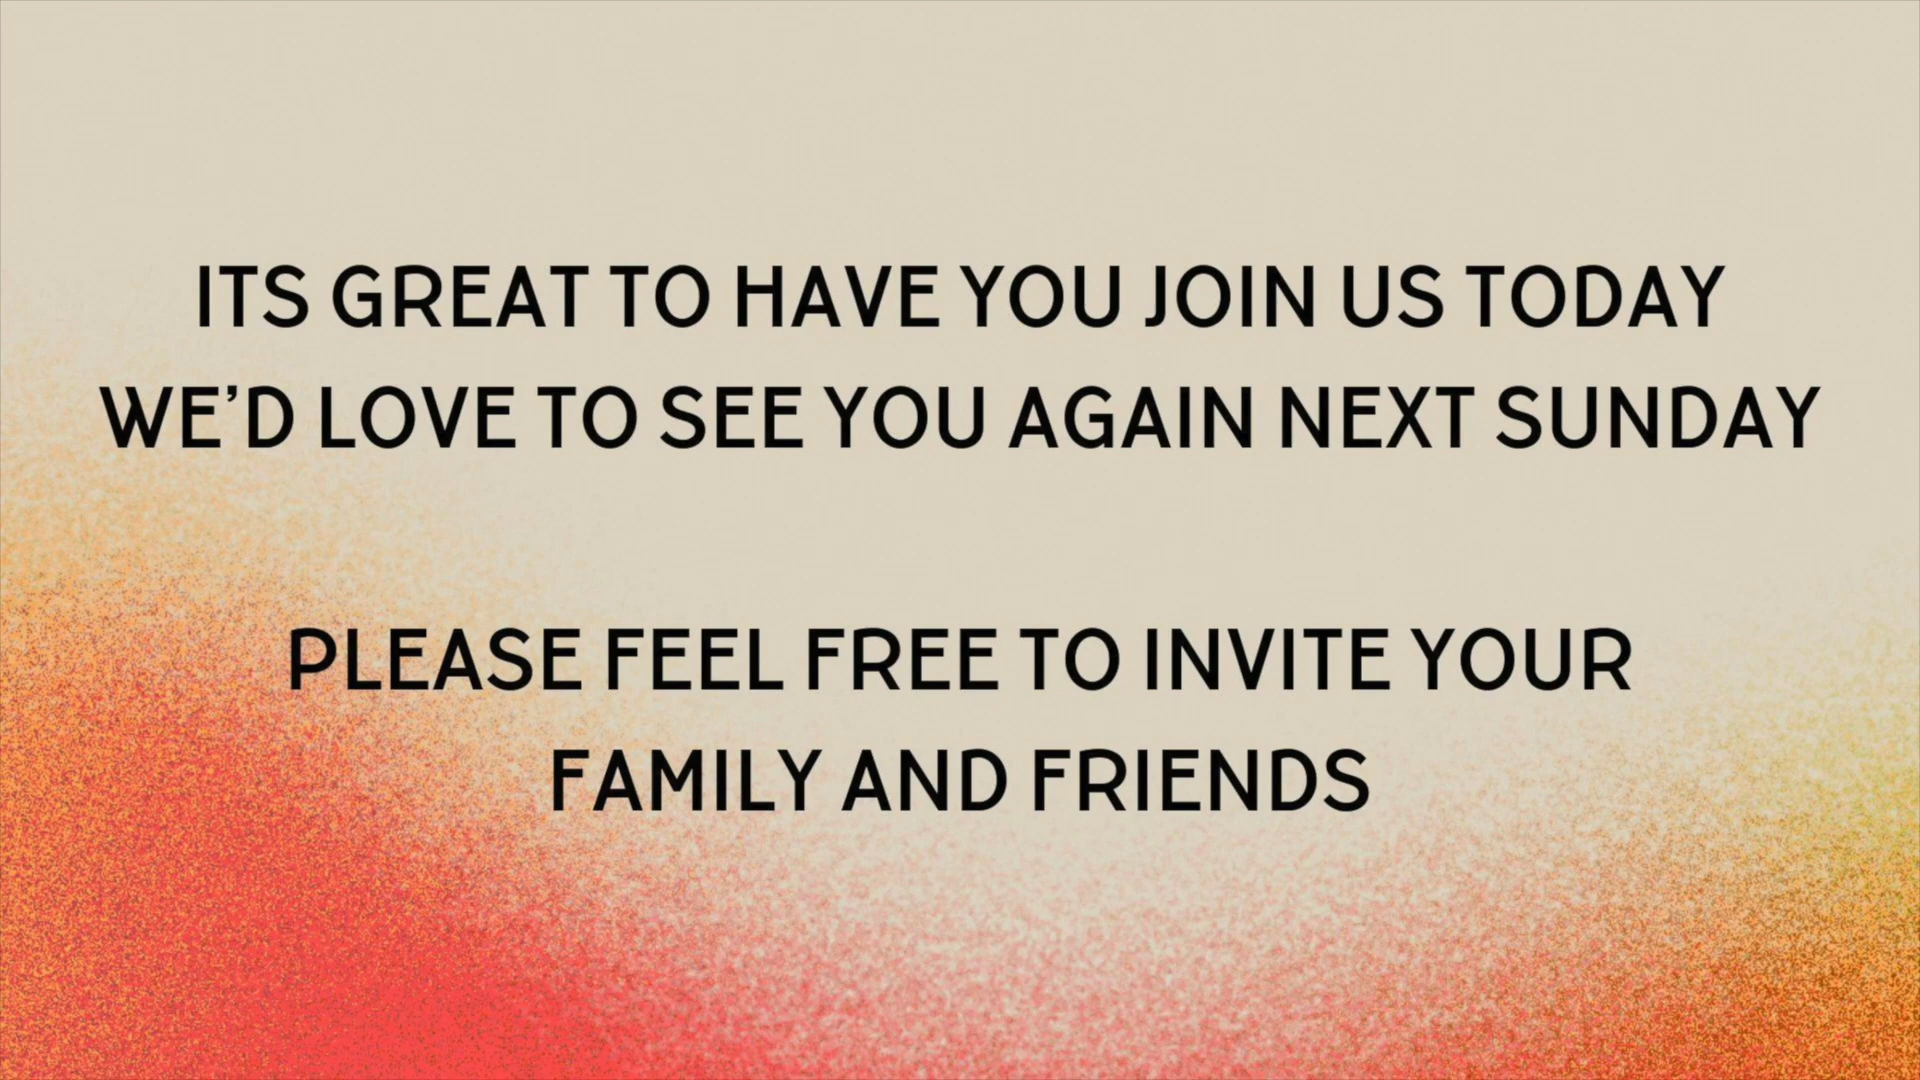 ITS GREAT TO HAVE YOU JOIN US TODAY
WE’D LOVE TO SEE YOU AGAIN NEXT SUNDAY
PLEASE FEEL FREE TO INVITE YOUR
FAMILY AND FRIENDS